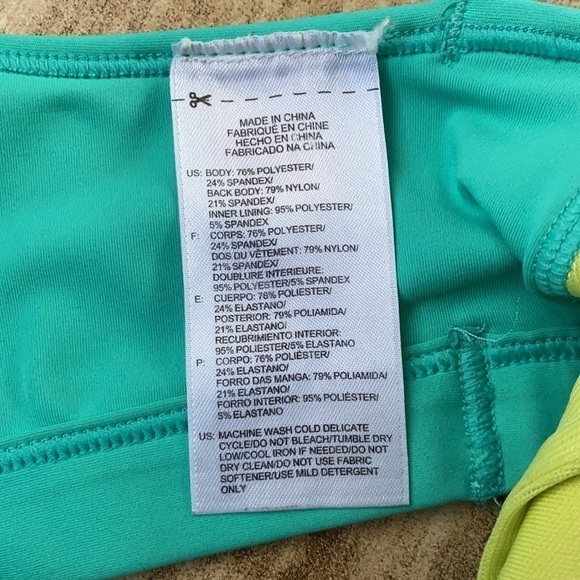 MADE IN CHINA
FABRIQUÉ EN CHINE
HECHO EN CHINA
FABRICADO NA CHINA
US: BODY: 76% POLYESTER/
24% SPANDEX/
BACK BODY: 79% NYLON/
21% SPANDEX/
INNER LINING: 95% POLYESTER/
5% SPANDEX
F: CORPS: 76% POLYESTER/
24% SPANDEX/
DOS DU VÊTEMENT: 79% NYLON/
21% SPANDEX/
DOUBLURE INTERIEURE:
95% POLYESTER/5% SPANDEX
E: CUERPO: 76% POLIESTER/
24% ELASTANO/
POSTERIOR: 79% POLIAMIDA/
21% ELASTANO/
RECUBRIMIENTO INTERIOR:
95% POLIESTER/5% ELASTANO
P: CORPO: 76% POLIÉSTER/
24% ELASTANO/
FORRO DAS MANGA: 79% POLIAMIDA/
21% ELASTANO/
FORRO INTERIOR: 95% POLIÉSTER/
5% ELASTANO
US: MACHINE WASH COLD DELICATE
CYCLE/DO NOT BLEACH/TUMBLE DRY
LOW/COOL IRON IF NEEDED/DO NOT
DRY CLEAN/DO NOT USE FABRIC
SOFTENER/USE MILD DETERGENT
ONLY